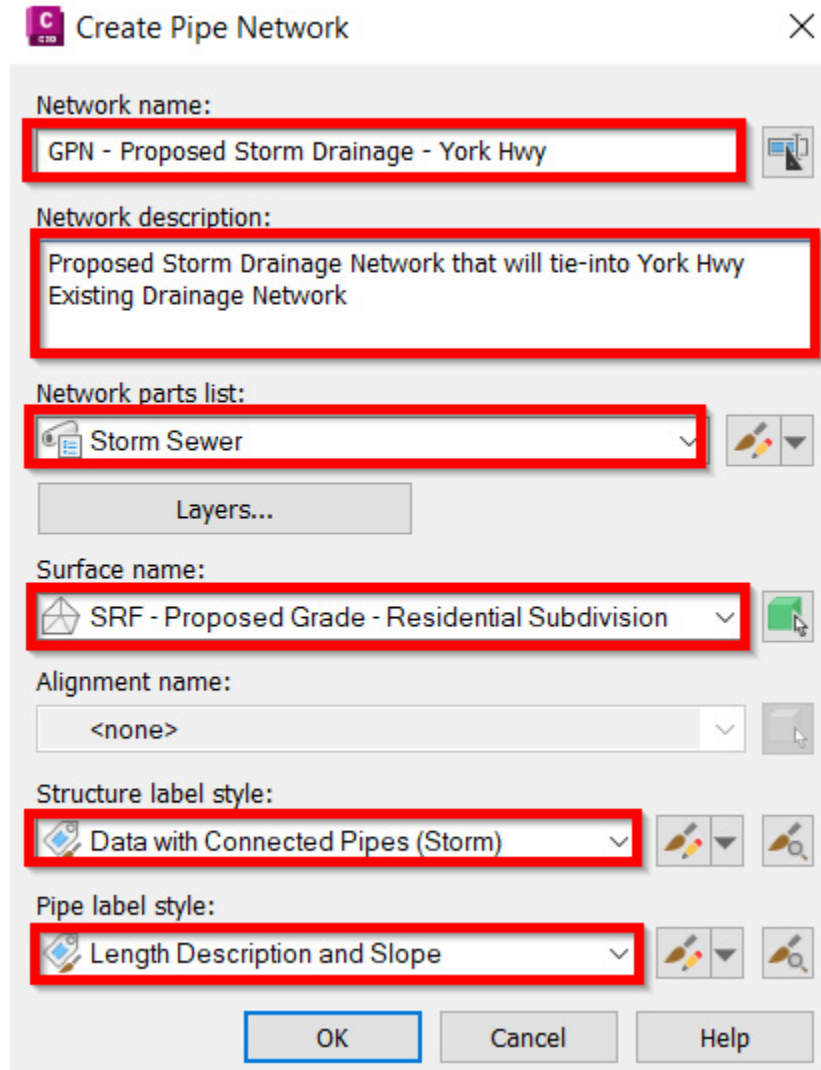 C
C3D
Create Pipe Network
Network name:
GPN - Proposed Storm Drainage - York Hwy
Network description:
Proposed Storm Drainage Network that will tie-into York Hwy
Existing Drainage Network
Network parts list:
Storm Sewer
Layers...
Surface name:
SRF - Proposed Grade - Residential Subdivision
Alignment name:
<none>
Structure label style:
Data with Connected Pipes (Storm)
Pipe label style:
Length Description and Slope
OK Cancel Help